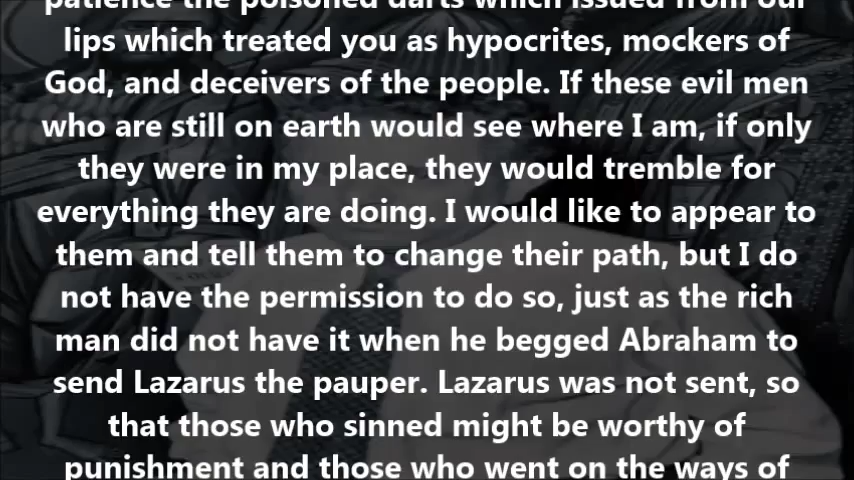 patience the poisoned darts which issued from our
lips which treated you as hypocrites, mockers of
God, and deceivers of the people. If these evil men
who are still on earth would see where I am, if only
they were in my place, they would tremble for
everything they are doing. I would like to appear to
them and tell them to change their path, but I do
not have the permission to do so, just as the rich
man did not have it when he begged Abraham to
send Lazarus the pauper. Lazarus was not sent, so
that those who sinned might be worthy of
punishment and those who went on the ways of